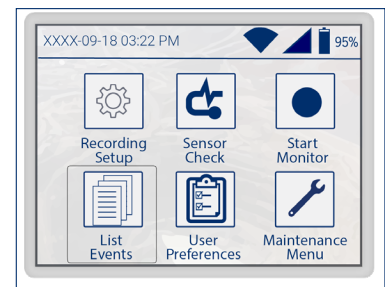 XXXX-09-18 03:22 PM 95%
Recording Setup
Sensor Check
Start Monitor
List Events
User Preferences
Maintenance Menu